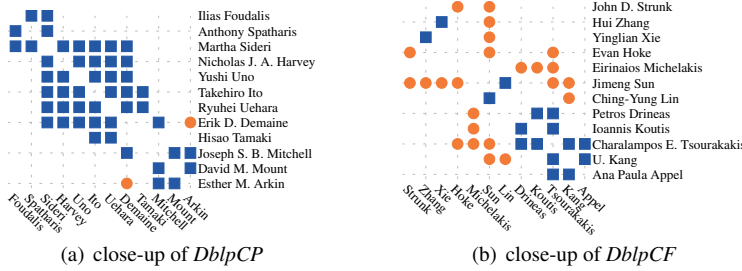 Ilias Foudalis
Anthony Spatharis
Martha Sideri
Nicholas J. A. Harvey
Yushi Uno
Takehiro Ito
Ryuhei Uehara
Erik D. Demaine
Hisao Tamaki
Joseph S. B. Mitchell
David M. Mount
Esther M. Arkin
Foudalis
Spatharis
Sideri
Harvey
Uno
Ito
Uehara
Demaine
Tamaki
Mitchell
Mount
Arkin
(a) close-up of DblpCP
John D. Strunk
Hui Zhang
Yinglian Xie
Evan Hoke
Eirinaios Michelakis
Jimeng Sun
Ching-Yung Lin
Petros Drineas
Ioannis Koutis
Charalampos E. Tsourakakis
U. Kang
Ana Paula Appel
Strunk
Zhang
Xie
Hoke
Michelakis
Sun
Lin
Drineas
Koutis
Tsourakakis
Kang
Appel
(b) close-up of DblpCF